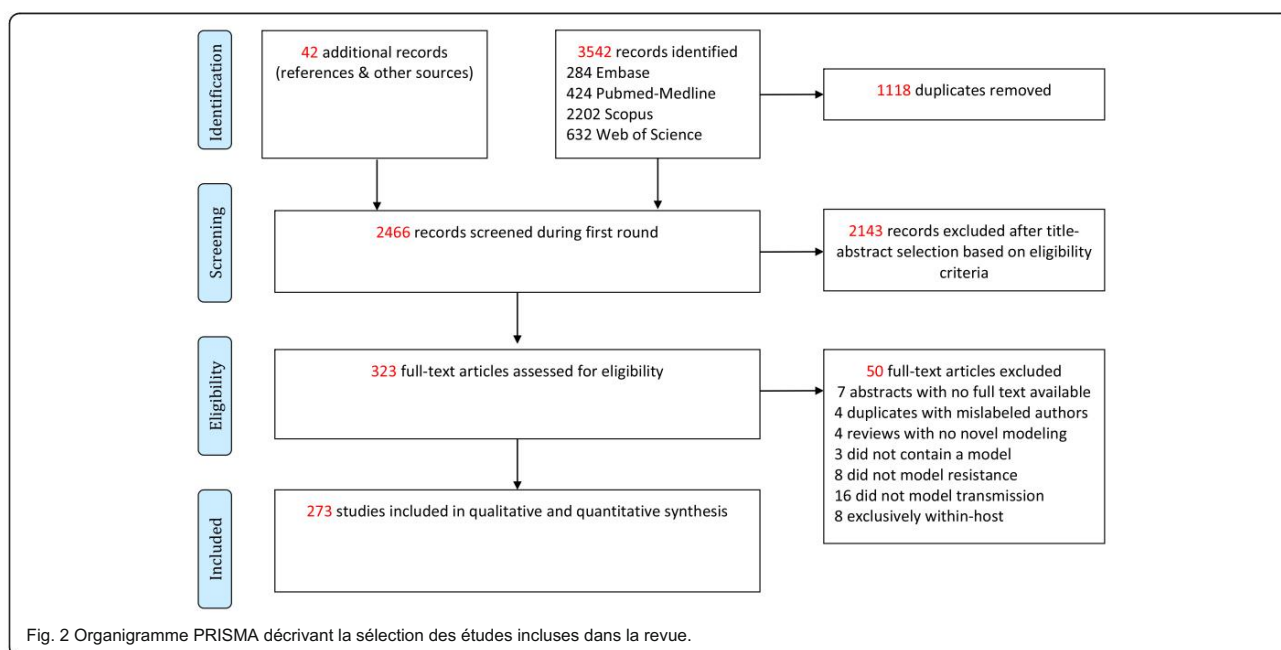 Identification
42 additional records
(references & other sources)
3542 records identified
284 Embase
424 Pubmed-Medline
2202 Scopus
632 Web of Science
1118 duplicates removed
Screening
2466 records screened during first round
2143 records excluded after title-
abstract selection based on eligibility
criteria
Eligibility
323 full-text articles assessed for eligibility
50 full-text articles excluded
7 abstracts with no full text available
4 duplicates with mislabeled authors
4 reviews with no novel modeling
3 did not contain a model
8 did not model resistance
16 did not model transmission
8 exclusively within-host
Included
273 studies included in qualitative and quantitative synthesis
Fig. 2 Organigramme PRISMA décrivant la sélection des études incluses dans la revue.